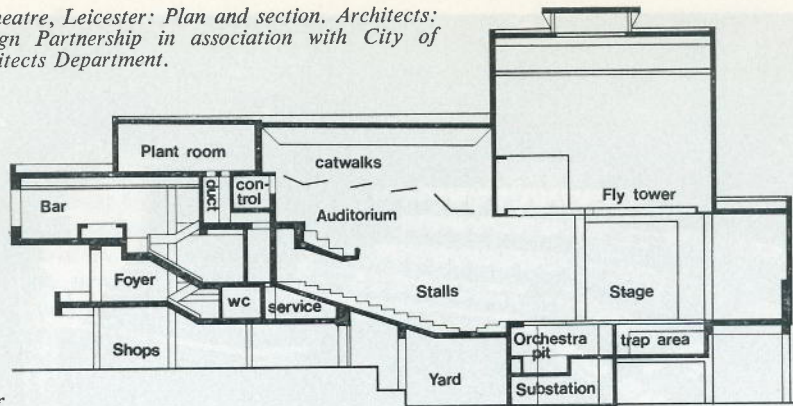 eatre, Leicester: Plan and section. Architects:
ign Partnership in association with City of
itects Department.
Plant room
catwalks
duct
con-
trol
Bar
Auditorium
Fly tower
Foyer
Stalls
Stage
wc
service
Shops
Orchestra
pit
trap area
Yard
Substation
r